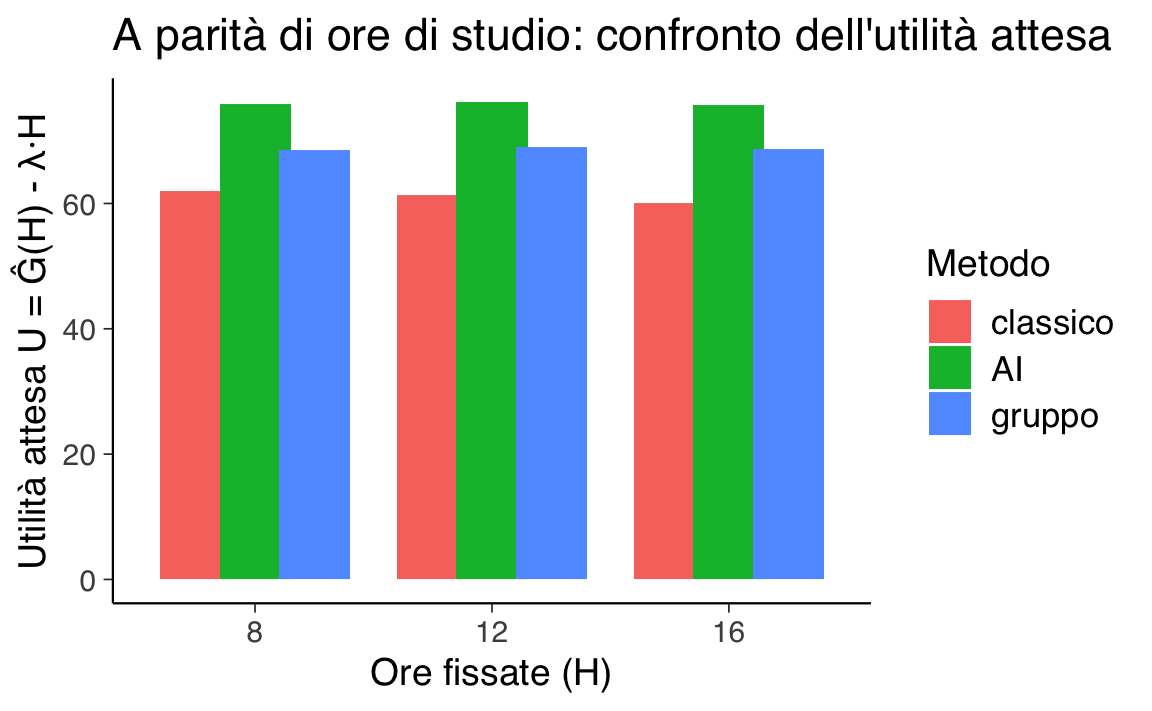 A parità di ore di studio: confronto dell'utilità attesa
Utilità attesa U = Ĝ(H) - λ·H
60
40
20
0
8
12
16
Ore fissate (H)
Metodo
classico
AI
gruppo